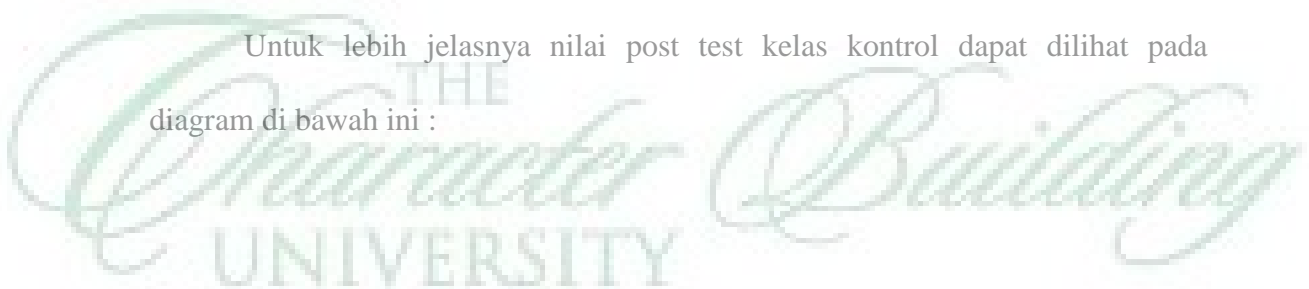 Untuk lebih jelasnya nilai post test kelas kontrol dapat dilihat pada
THE
diagram di bawah ini :
Character Building
UNIVERSITY